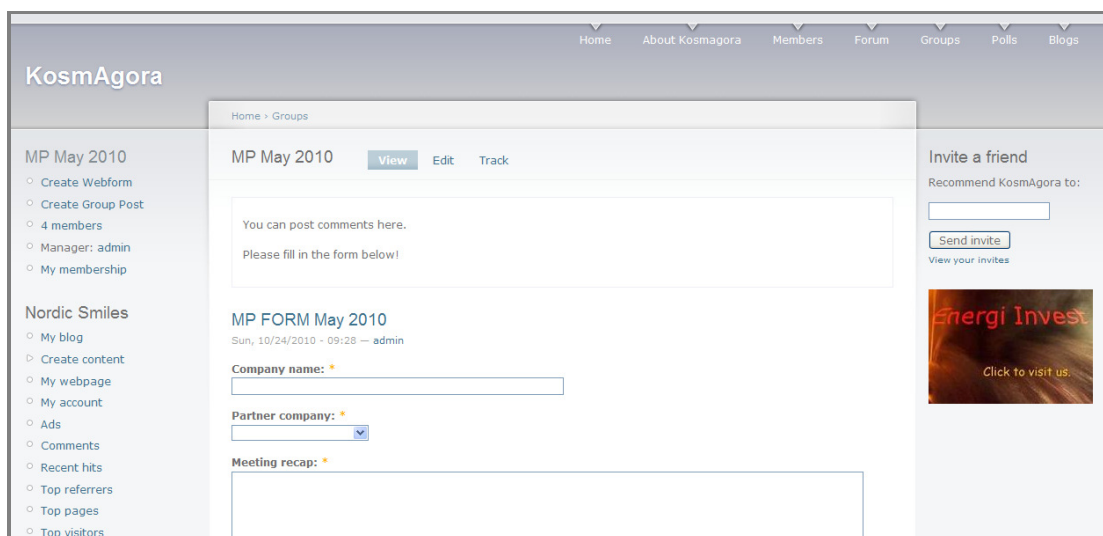 Home About Kosmagora Members Forum Groups Polls Blogs
KosmAgora
Home › Groups
MP May 2010
Create Webform
Create Group Post
4 members
Manager: admin
My membership
Nordic Smiles
My blog
Create content
My webpage
My account
Ads
Comments
Recent hits
Top referrers
Top pages
Top visitors
MP May 2010 View Edit Track
You can post comments here.
Please fill in the form below!
MP FORM May 2010
Sun, 10/24/2010 - 09:28 — admin
Company name: *
Partner company: *
Meeting recap: *
Invite a friend
Recommend KosmAgora to:
Send invite
View your invites
Energi Invest
Click to visit us.